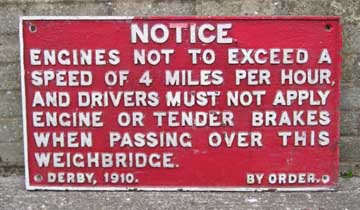 NOTICE.
ENGINES NOT TO EXCEED A
SPEED OF 4 MILES PER HOUR,
AND DRIVERS MUST NOT APPLY
ENGINE OR TENDER BRAKES
WHEN PASSING OVER THIS
WEIGHBRIDGE.
DERBY, 1910. BY ORDER.